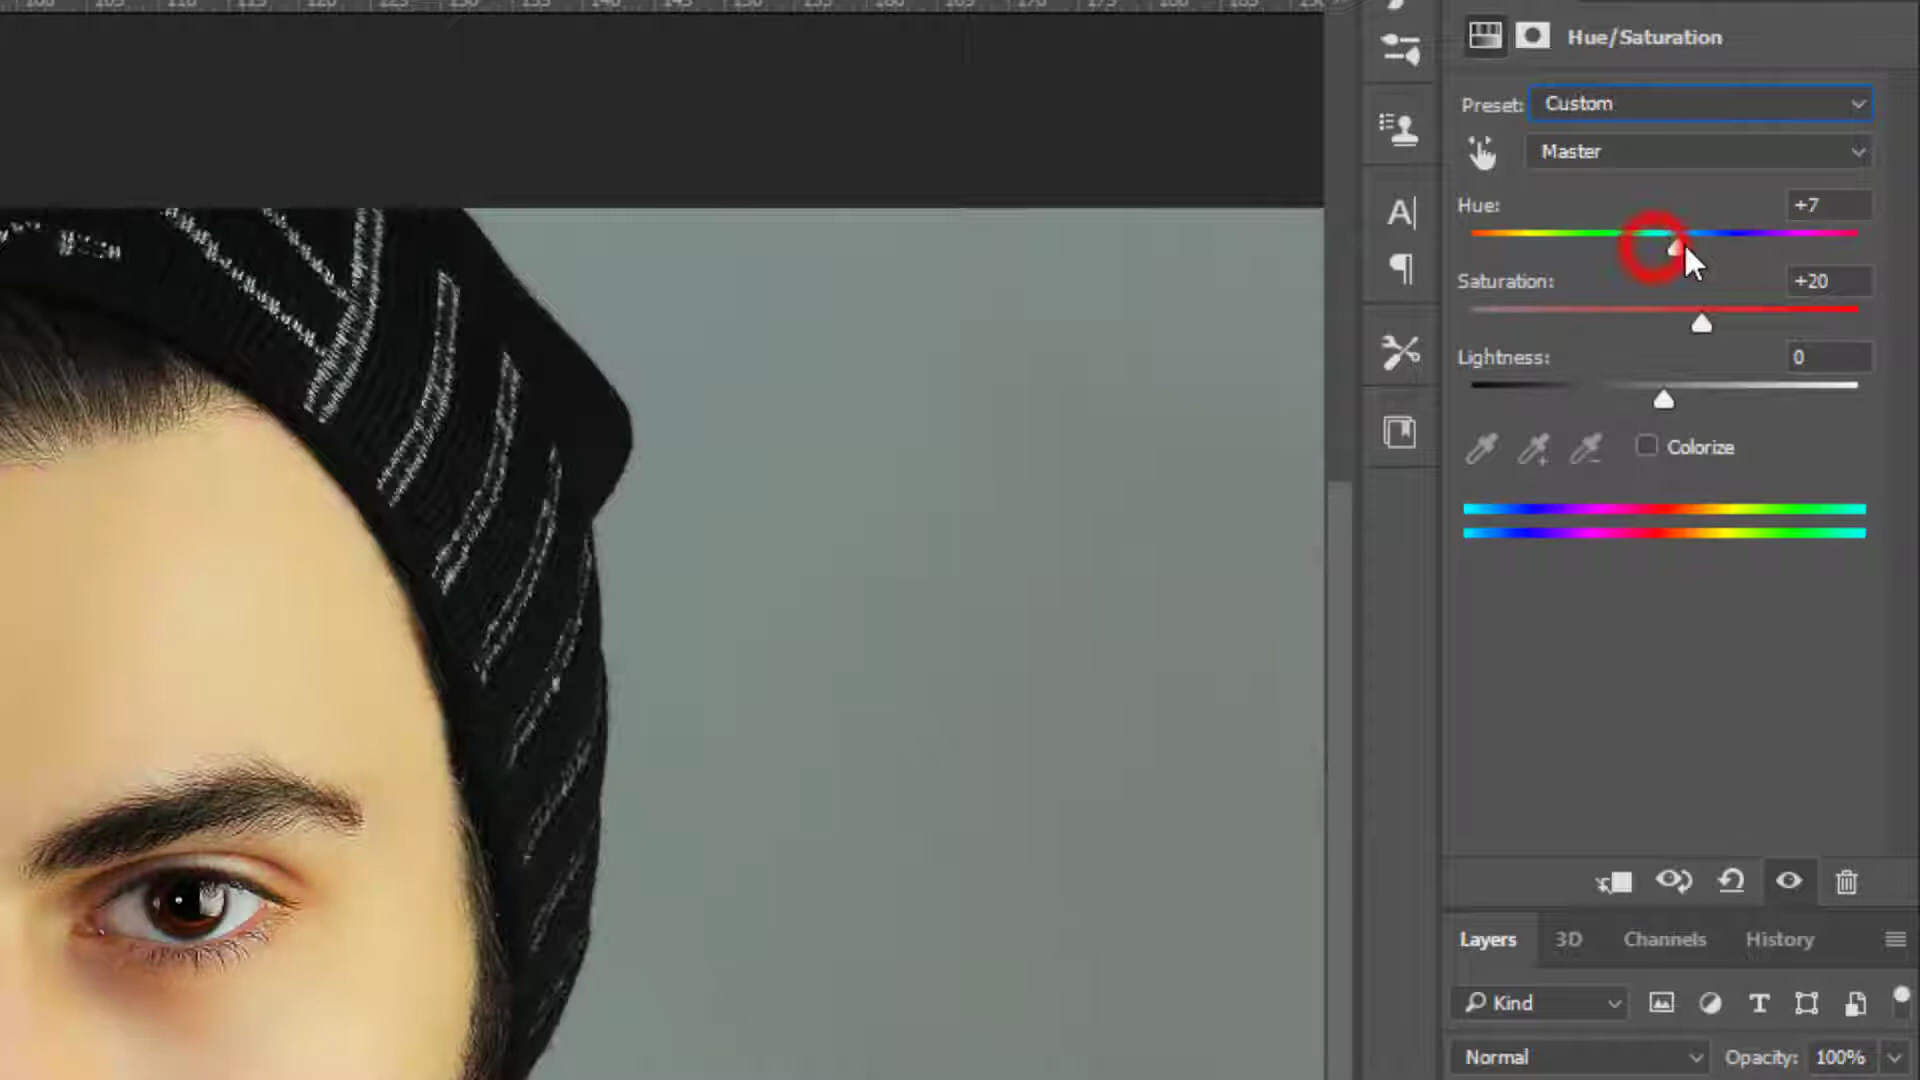 Hue/Saturation
Preset: Custom
Master
Hue: +7
Saturation: +20
Lightness: 0
Colorize
Layers 3D Channels History
Kind
Normal Opacity: 100%